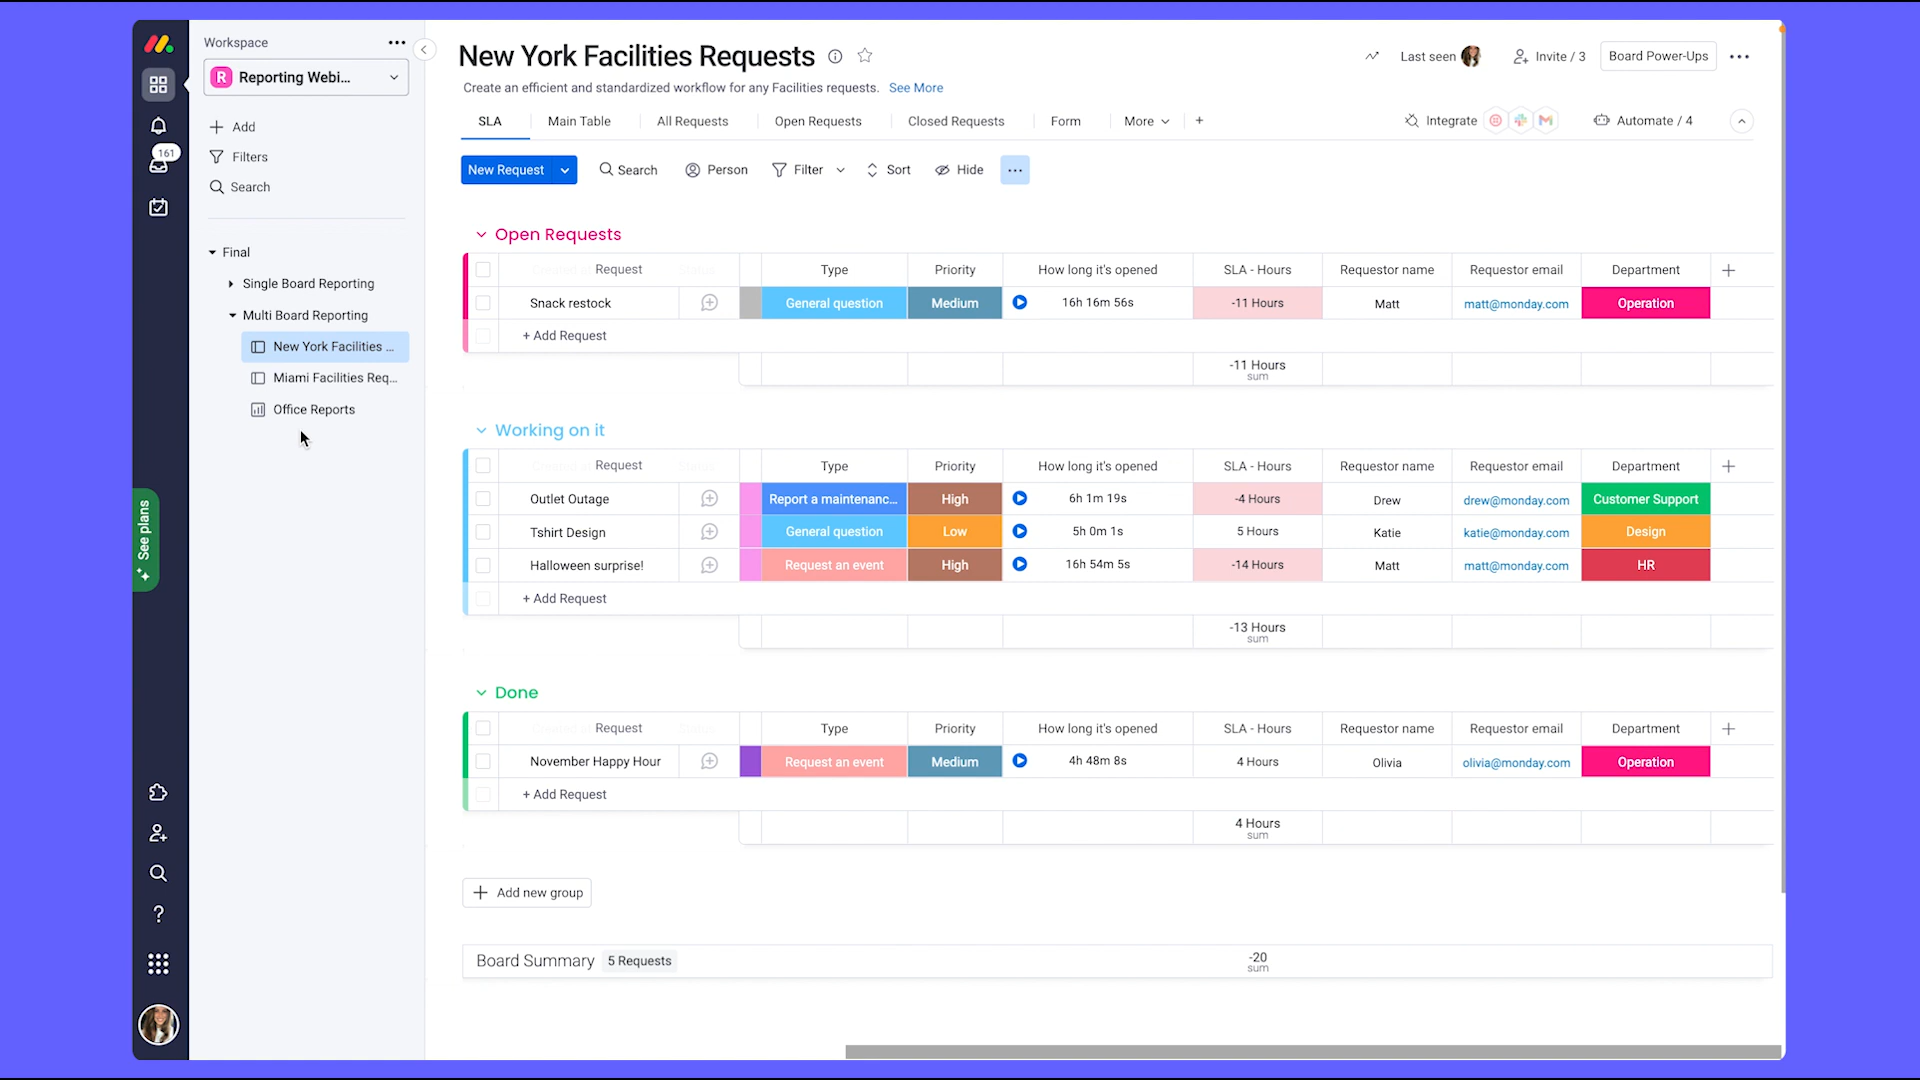 Workspace
R Reporting Webi...
161
Add
Filters
Search
Final
Single Board Reporting
Multi Board Reporting
New York Facilities ...
Miami Facilities Req...
Office Reports
See plans
?
New York Facilities Requests
Last seen
Invite / 3
Board Power-Ups
Create an efficient and standardized workflow for any Facilities requests. See More
SLA Main Table All Requests Open Requests Closed Requests Form More +
Integrate
Automate / 4
New Request
Search
Person
Filter
Sort
Hide
Open Requests
Request Type Priority How long it's opened SLA - Hours Requestor name Requestor email Department
Snack restock General question Medium 16h 16m 56s -11 Hours Matt matt@monday.com Operation
+ Add Request
-11 Hours
sum
Working on it
Request Type Priority How long it's opened SLA - Hours Requestor name Requestor email Department
Outlet Outage Report a maintenanc... High 6h 1m 19s -4 Hours Drew drew@monday.com Customer Support
Tshirt Design General question Low 5h 0m 1s 5 Hours Katie katie@monday.com Design
Halloween surprise! Request an event High 16h 54m 5s -14 Hours Matt matt@monday.com HR
+ Add Request
-13 Hours
sum
Done
Request Type Priority How long it's opened SLA - Hours Requestor name Requestor email Department
November Happy Hour Request an event Medium 4h 48m 8s 4 Hours Olivia olivia@monday.com Operation
+ Add Request
4 Hours
sum
+ Add new group
Board Summary 5 Requests -20
sum